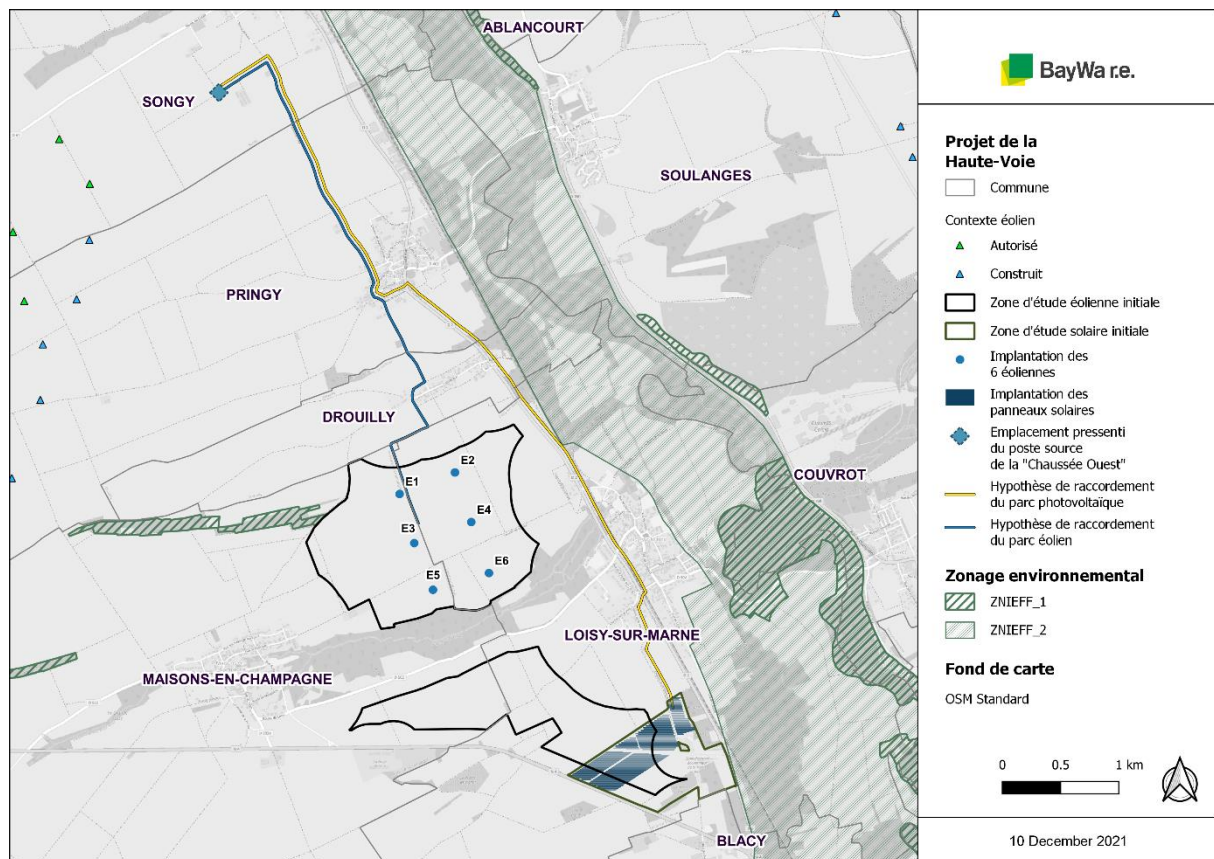 ABLANCOURT
SONGY
SOULANGES
PRINGY
DROUILLY
COUVROT
E2
E1
E4
E3
E6
E5
LOISY-SUR-MARNE
MAISONS-EN-CHAMPAGNE
BLACY
BayWa r.e.
Projet de la
Haute-Voie
Commune
Contexte éolien
Autorisé
Construit
Zone d'étude éolienne initiale
Zone d'étude solaire initiale
Implantation des
6 éoliennes
Implantation des
panneaux solaires
Emplacement pressenti
du poste source
de la "Chaussée Ouest"
Hypothèse de raccordement
du parc photovoltaïque
Hypothèse de raccordement
du parc éolien
Zonage environnemental
ZNIEFF_1
ZNIEFF_2
Fond de carte
OSM Standard
0 0.5 1 km
10 December 2021